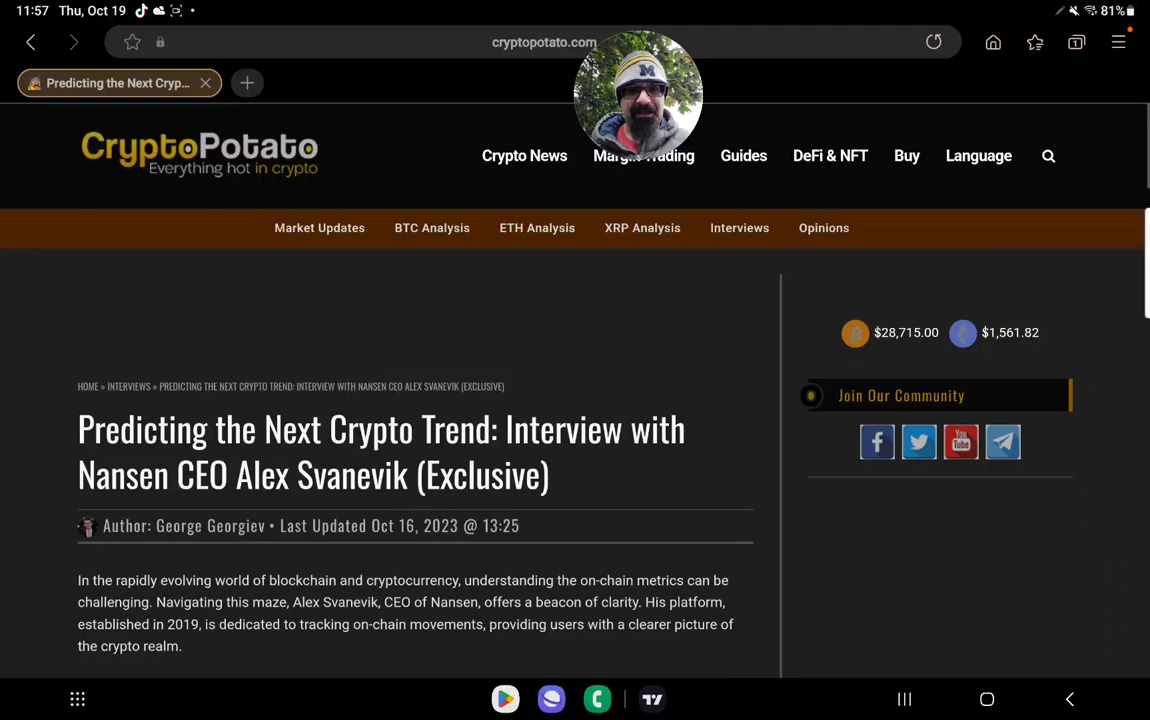 11:57 Thu, Oct 19
81%
cryptopotato.com
1
Predicting the Next Cryp...
CryptoPotato
Everything hot in crypto
Crypto News Margin Trading Guides DeFi & NFT Buy Language
M
Market Updates BTC Analysis ETH Analysis XRP Analysis Interviews Opinions
$28,715.00 $1,561.82
HOME » INTERVIEWS » PREDICTING THE NEXT CRYPTO TREND: INTERVIEW WITH NANSEN CEO ALEX SVANEVIK (EXCLUSIVE)
Join Our Community
Predicting the Next Crypto Trend: Interview with
Nansen CEO Alex Svanevik (Exclusive)
You
Tube
Author: George Georgiev • Last Updated Oct 16, 2023 @ 13:25
In the rapidly evolving world of blockchain and cryptocurrency, understanding the on-chain metrics can be
challenging. Navigating this maze, Alex Svanevik, CEO of Nansen, offers a beacon of clarity. His platform,
established in 2019, is dedicated to tracking on-chain movements, providing users with a clearer picture of
the crypto realm.